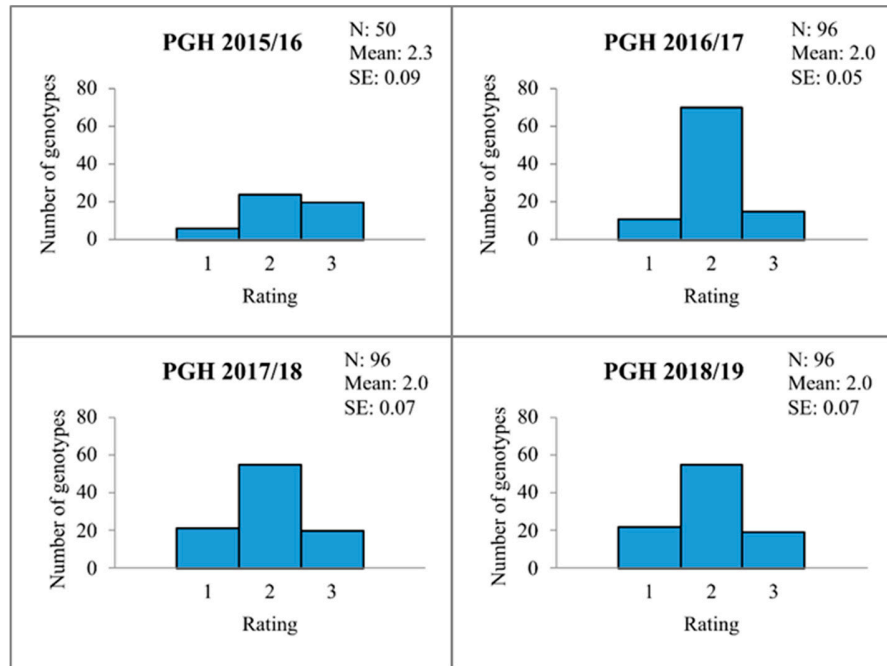 PGH 2015/16
N: 50
Mean: 2.3
SE: 0.09
Number of genotypes
80
60
40
20
0
1 2 3
Rating
PGH 2016/17
N: 96
Mean: 2.0
SE: 0.05
Number of genotypes
80
60
40
20
0
1 2 3
Rating
PGH 2017/18
N: 96
Mean: 2.0
SE: 0.07
Number of genotypes
80
60
40
20
0
1 2 3
Rating
PGH 2018/19
N: 96
Mean: 2.0
SE: 0.07
Number of genotypes
80
60
40
20
0
1 2 3
Rating